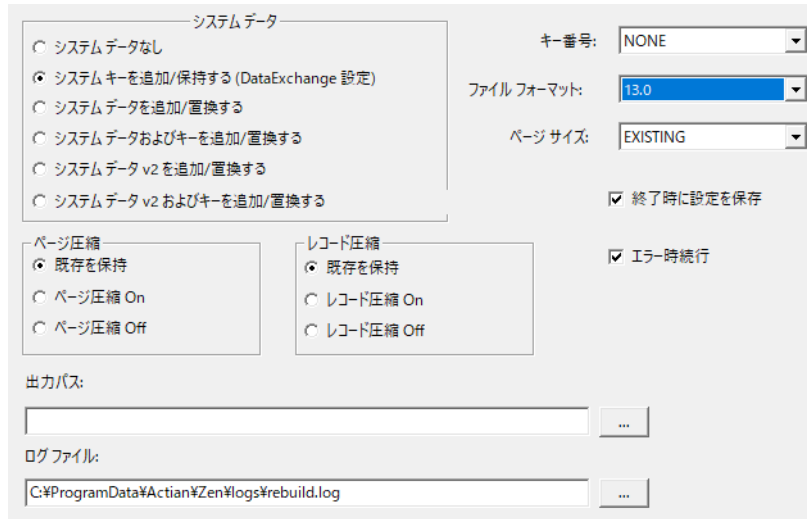 システム データ
システム データなし
システム キーを追加/保持する (DataExchange 設定)
システム データを追加/置換する
システム データおよびキーを追加/置換する
システム データ v2 を追加/置換する
システム データ v2 およびキーを追加/置換する
キー番号: NONE
ファイル フォーマット: 13.0
ページ サイズ: EXISTING
終了時に設定を保存
エラー時続行
ページ圧縮
既存を保持
ページ圧縮 On
ページ圧縮 Off
レコード圧縮
既存を保持
レコード圧縮 On
レコード圧縮 Off
出力パス:
...
ログ ファイル:
C:¥ProgramData¥Actian¥Zen¥logs¥rebuild.log
...